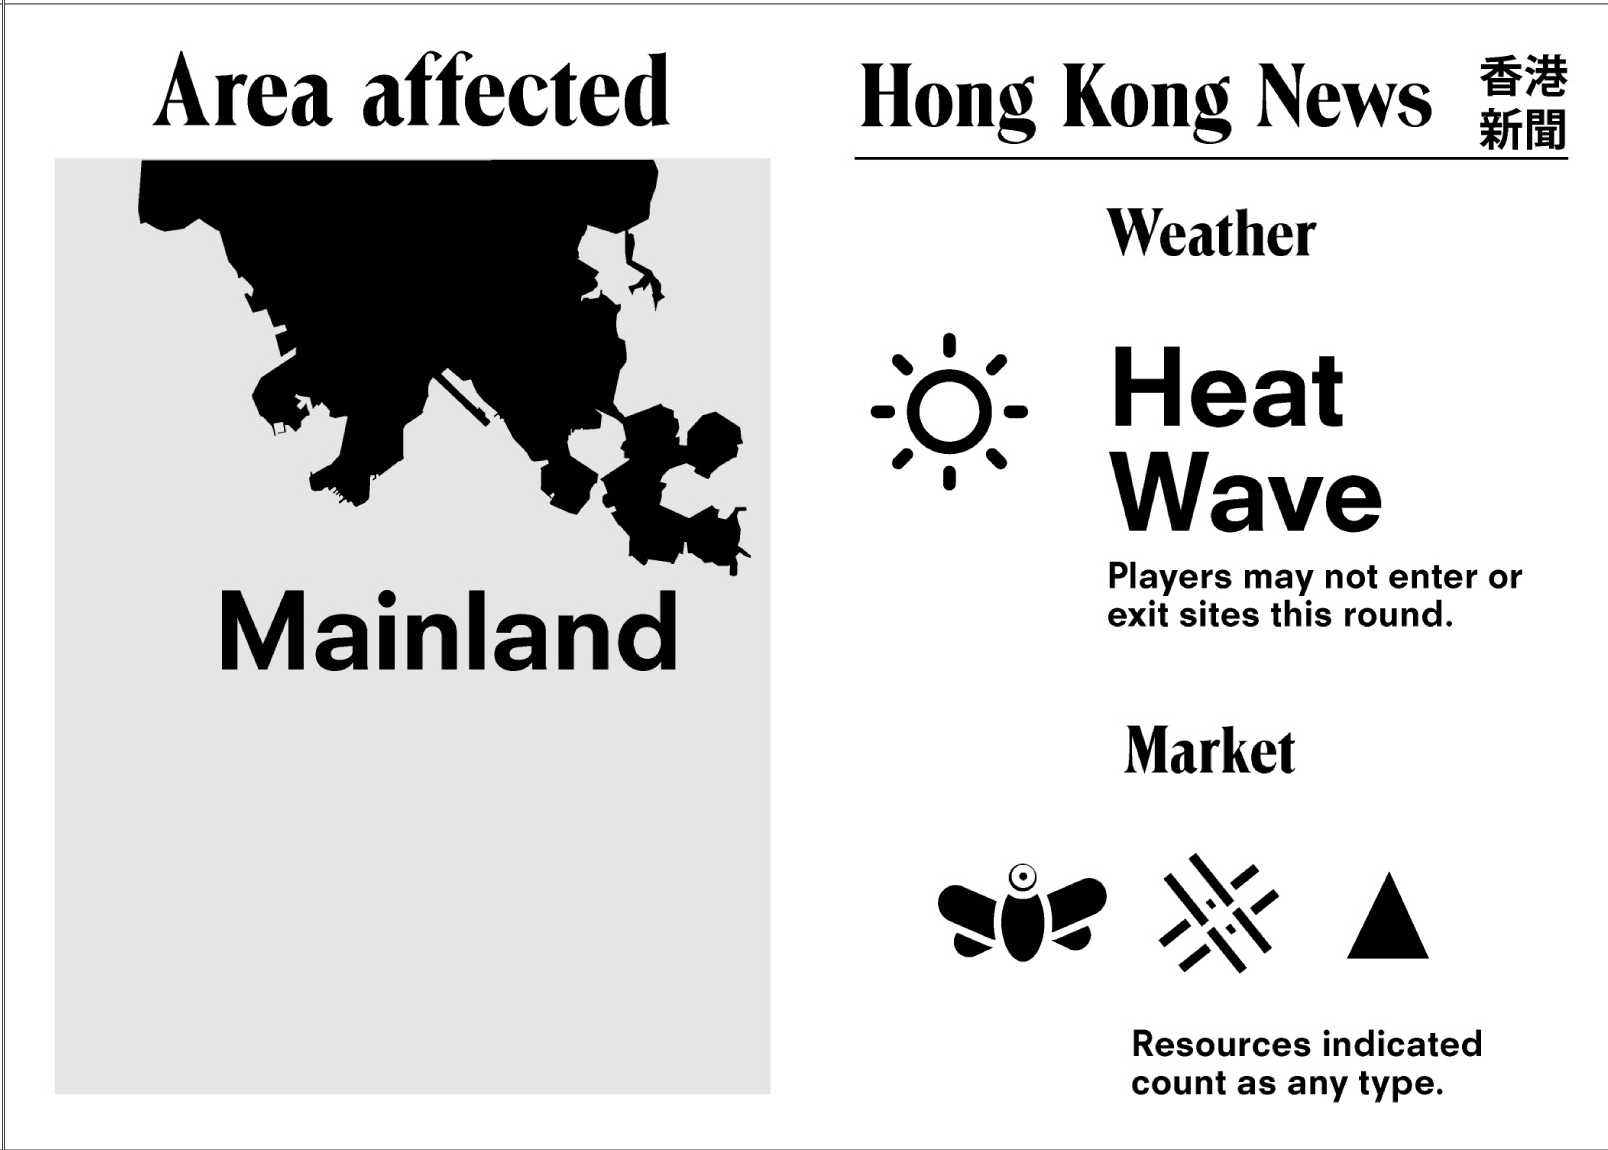 Area affected
Mainland
Hong Kong News
香港
新聞
Weather
Heat
Wave
Players may not enter or
exit sites this round.
Market
Resources indicated
count as any type.